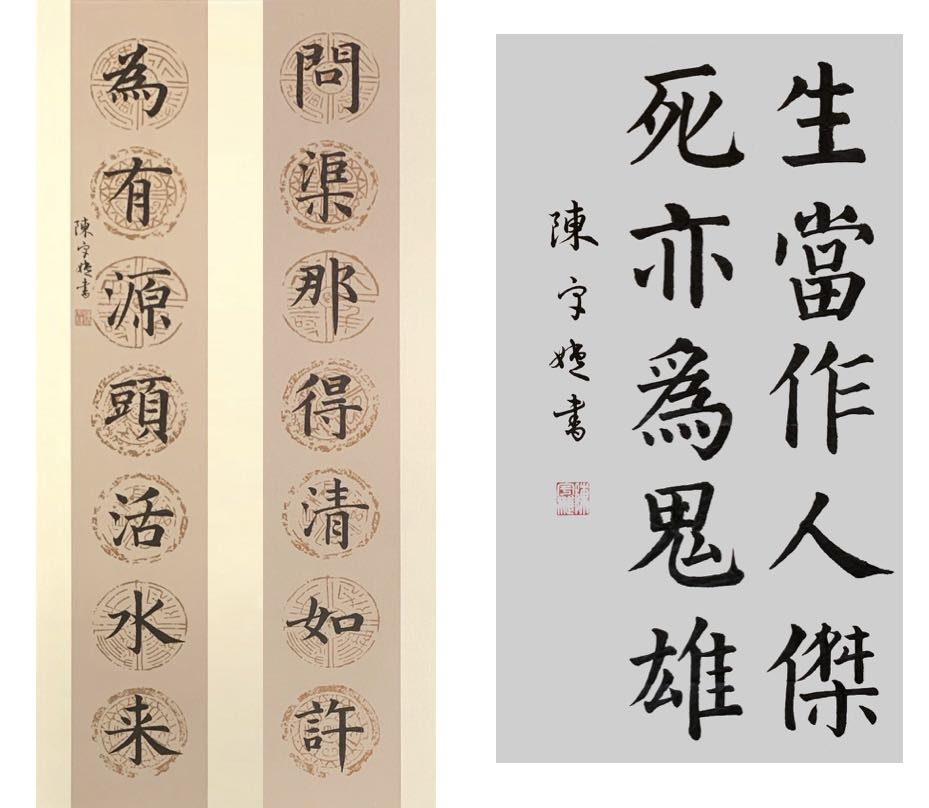 問渠那得清如許
為有源頭活水来
陳宇婕書
生當作人傑
死亦爲鬼雄
陳宇婕書